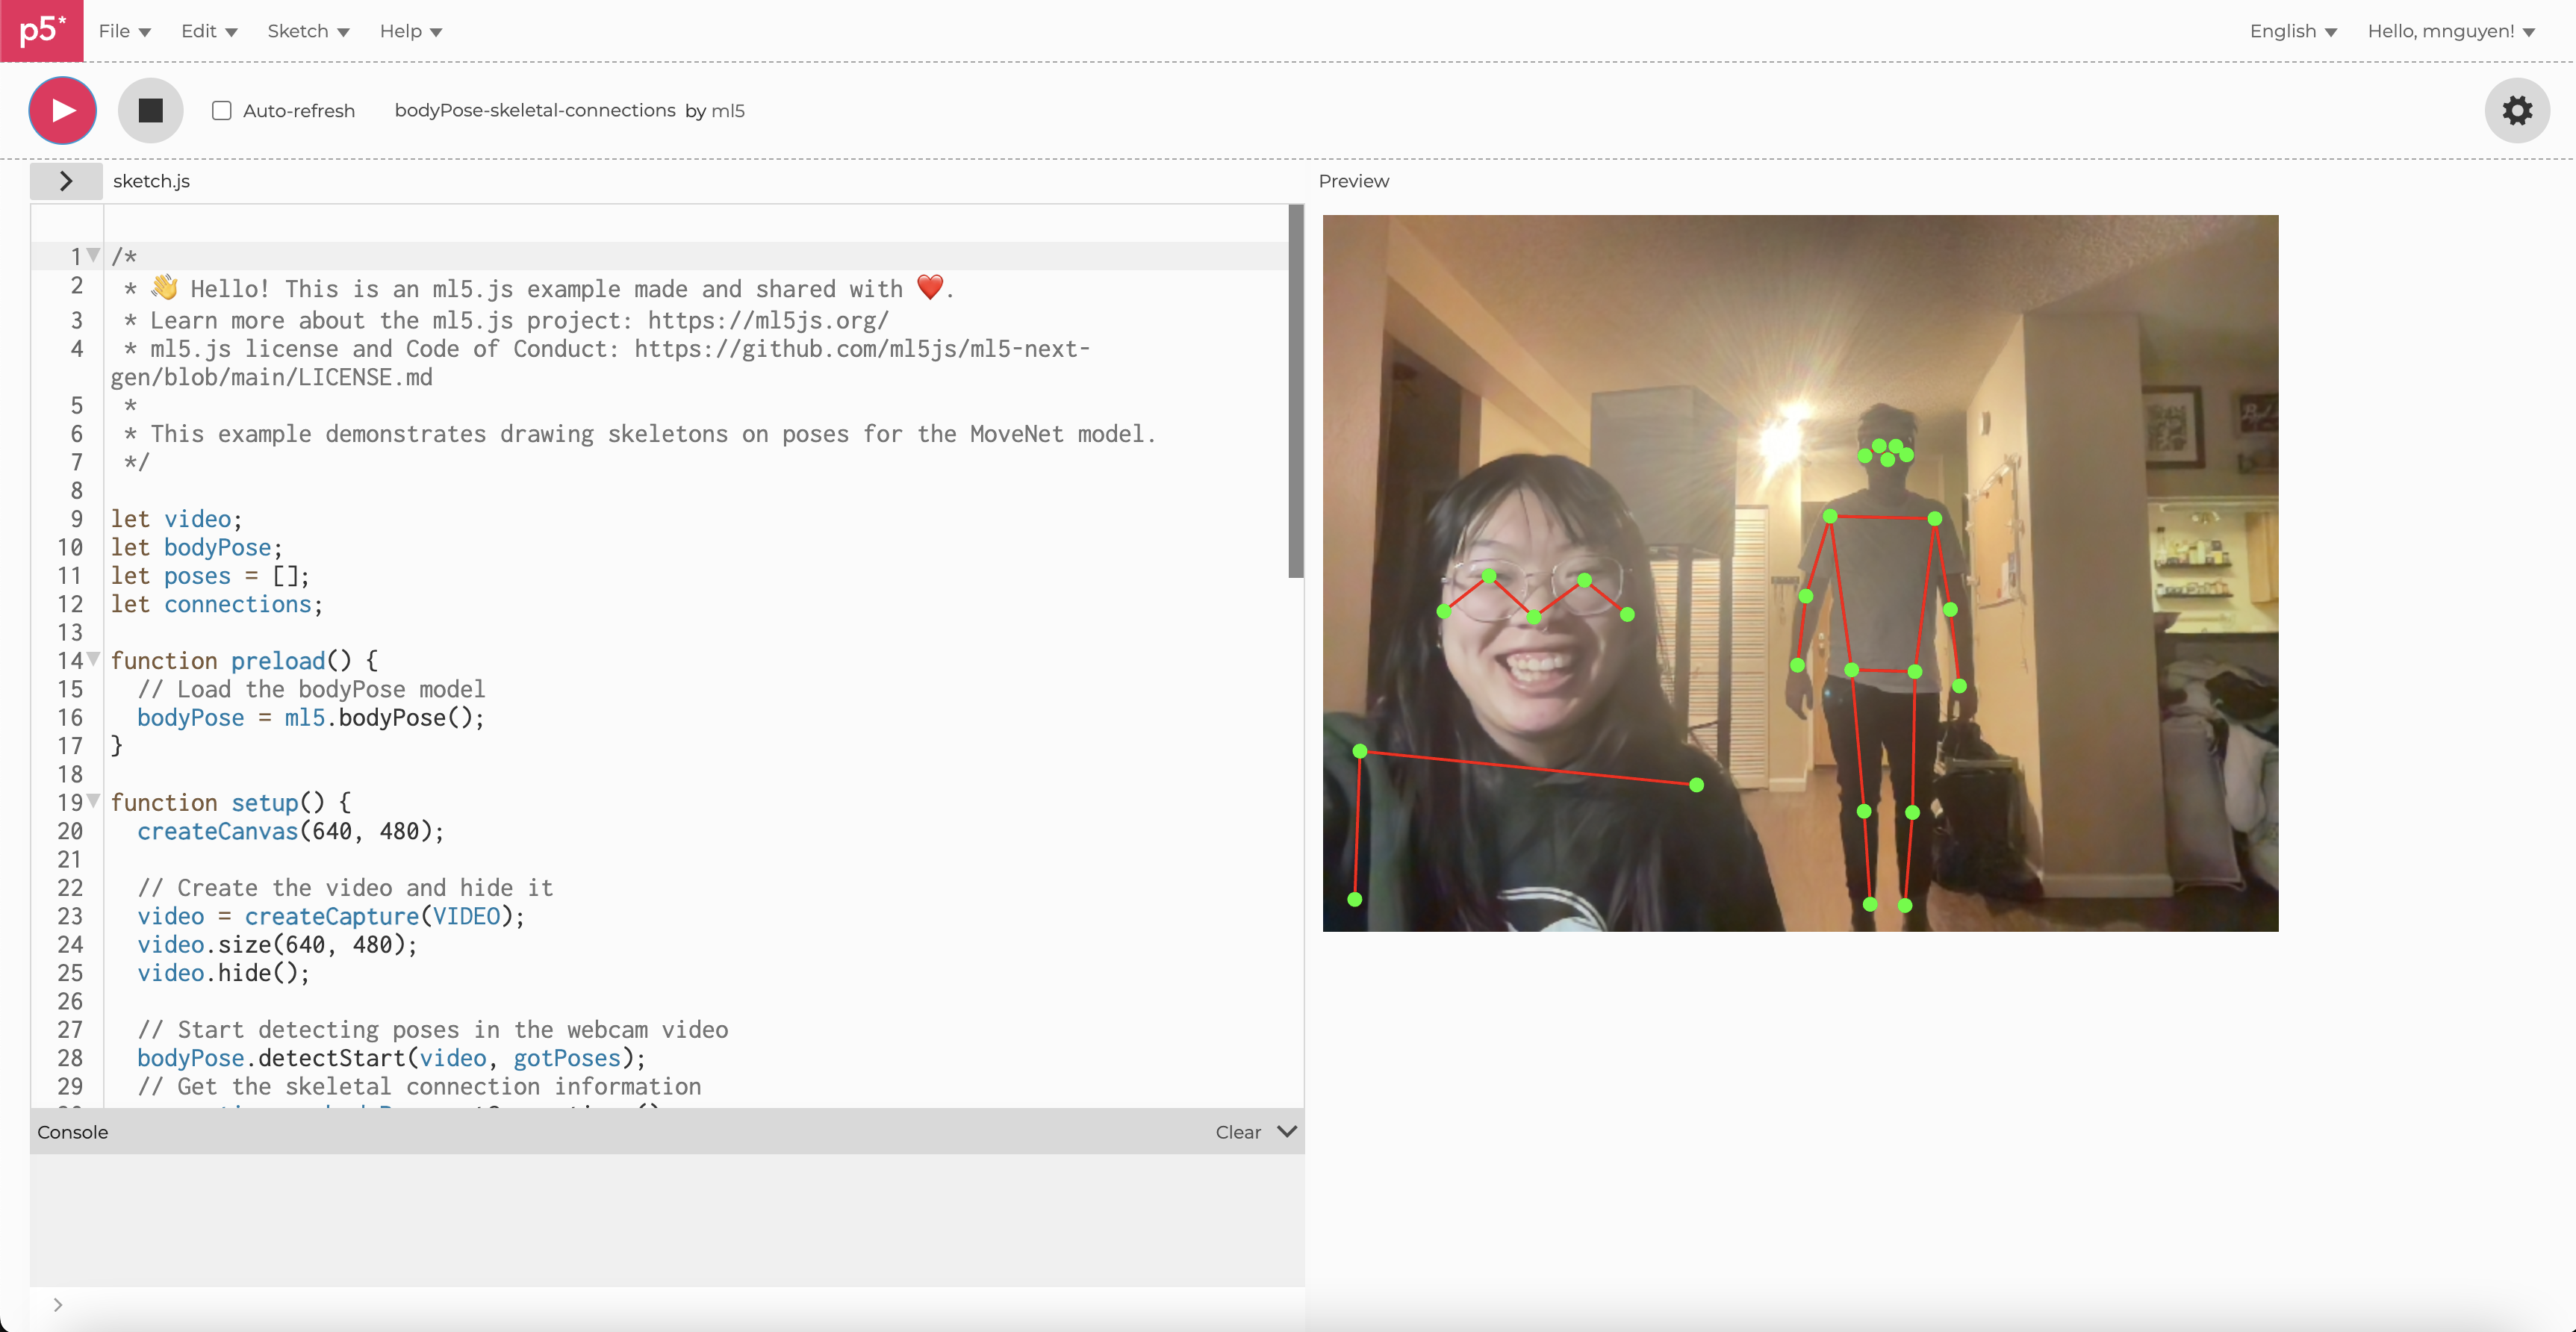 p5*
File Edit Sketch Help English Hello, mnguyen!
Auto-refresh bodyPose-skeletal-connections by ml5
sketch.js
Preview
1 /*
2  * 👋 Hello! This is an ml5.js example made and shared with ❤️.
3  * Learn more about the ml5.js project: https://ml5js.org/
4  * ml5.js license and Code of Conduct: https://github.com/ml5js/ml5-next-
gen/blob/main/LICENSE.md
5  *
6  * This example demonstrates drawing skeletons on poses for the MoveNet model.
7  */
8
9 let video;
10 let bodyPose;
11 let poses = [];
12 let connections;
13
14 function preload() {
15   // Load the bodyPose model
16   bodyPose = ml5.bodyPose();
17 }
18
19 function setup() {
20   createCanvas(640, 480);
21
22   // Create the video and hide it
23   video = createCapture(VIDEO);
24   video.size(640, 480);
25   video.hide();
26
27   // Start detecting poses in the webcam video
28   bodyPose.detectStart(video, gotPoses);
29   // Get the skeletal connection information
Console Clear
>